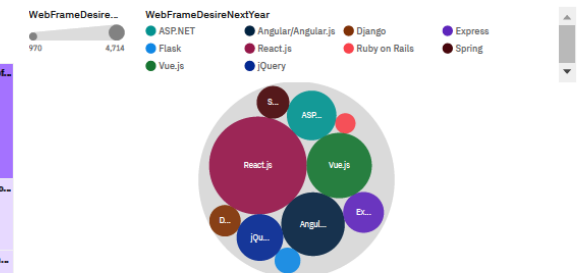 WebFrameDesire... WebFrameDesireNextYear
ASP.NET Angular/Angular.js Django Express
970 4,714 Flask React.js Ruby on Rails Spring
Vue.js jQuery
f...
S... ASP...
React.js Vue.js
o...
D... Ex...
jQu... Angul...
...